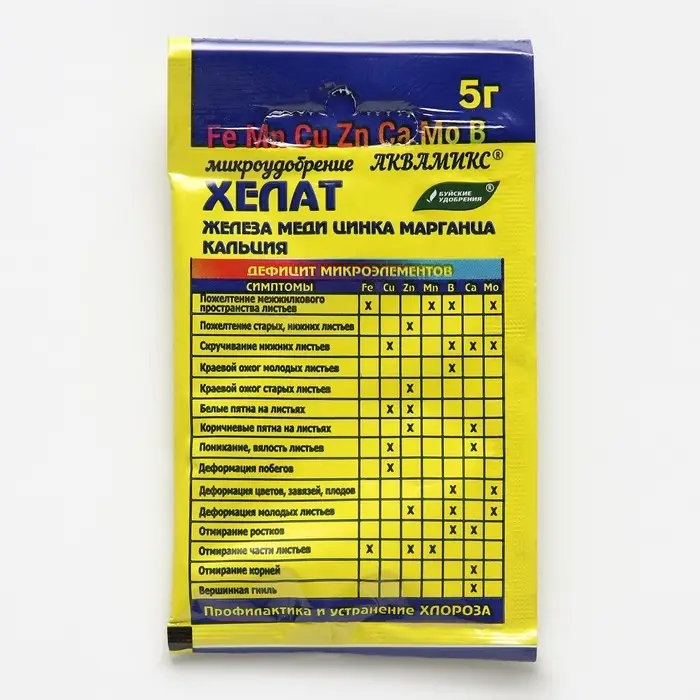 5г
Fe Mn Cu Zn Ca Mo B
микроудобрение АКВАМИКС®
ХЕЛАТ
БУЙСКИЕ УДОБРЕНИЯ®
ЖЕЛЕЗА МЕДИ ЦИНКА МАРГАНЦА
КАЛЬЦИЯ
ДЕФИЦИТ МИКРОЭЛЕМЕНТОВ
СИМПТОМЫ Fe Cu Zn Mn B Ca Mo
Пожелтение межжилкового
пространства листьев X X X X
Пожелтение старых, нижних листьев X
Скручивание нижних листьев X X X X
Краевой ожог молодых листьев X
Краевой ожог старых листьев X
Белые пятна на листьях X X
Коричневые пятна на листьях X X
Поникание, вялость листьев X X
Деформация побегов X
Деформация цветов, завязей, плодов X X
Деформация молодых листьев X X X
Отмирание ростков X X
Отмирание части листьев X X X
Отмирание корней X
Вершинная гниль X
Профилактика и устранение ХЛОРОЗА